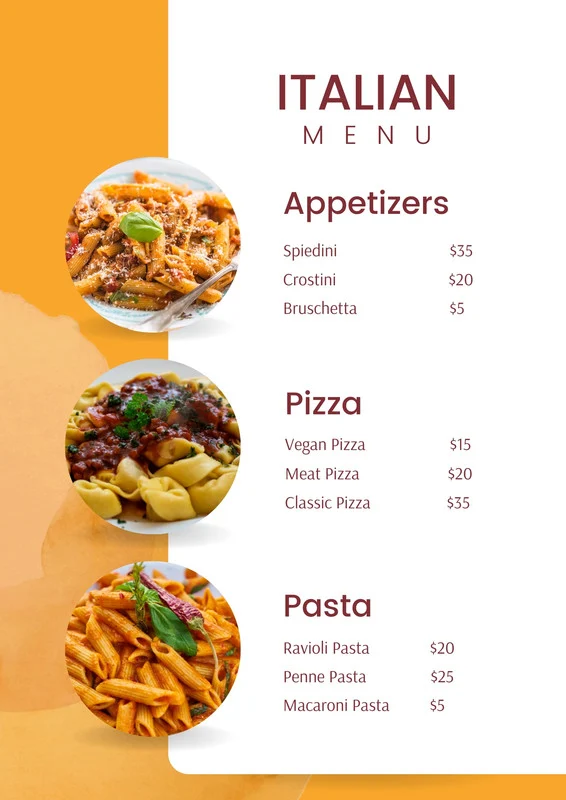 ITALIAN
MENU
Appetizers
Spiedini $35
Crostini $20
Bruschetta $5
Pizza
Vegan Pizza $15
Meat Pizza $20
Classic Pizza $35
Pasta
Ravioli Pasta $20
Penne Pasta $25
Macaroni Pasta $5